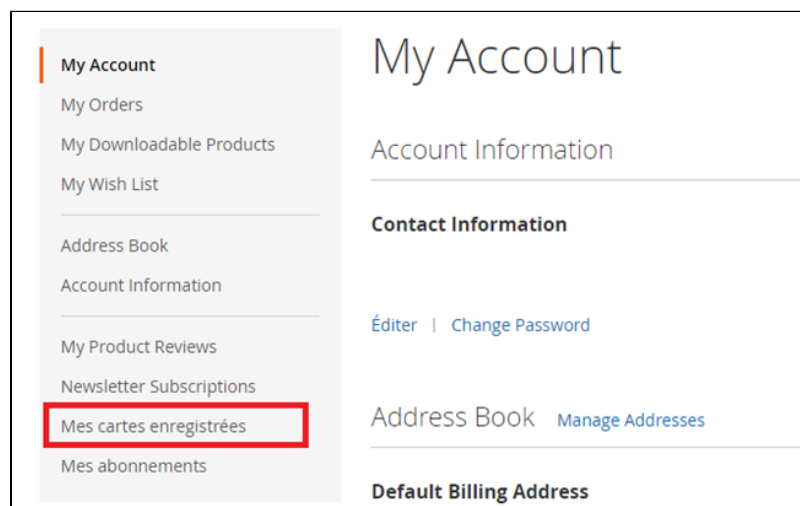 My Account
My Orders
My Downloadable Products
My Wish List
Address Book
Account Information
My Product Reviews
Newsletter Subscriptions
Mes cartes enregistrées
Mes abonnements
My Account
Account Information
Contact Information
Éditer | Change Password
Address Book Manage Addresses
Default Billing Address